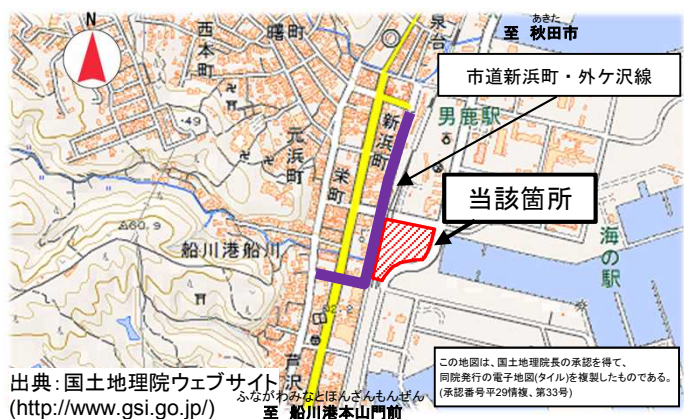 N
西本町
曙町
泉台
あきた
至 秋田市
市道新浜町・外ケ沢線
男鹿駅
新浜町
・49
元浜町
栄町
当該箇所
△60.9
船川港船川
海の駅
芦沢
出典：国土地理院ウェブサイト
(http://www.gsi.go.jp/)
ふながわみなとほんざんもんぜん
至 船川港本山門前
この地図は、国土地理院長の承認を得て、
同院発行の電子地図(タイル)を複製したものである。
(承認番号平29情複、第33号)